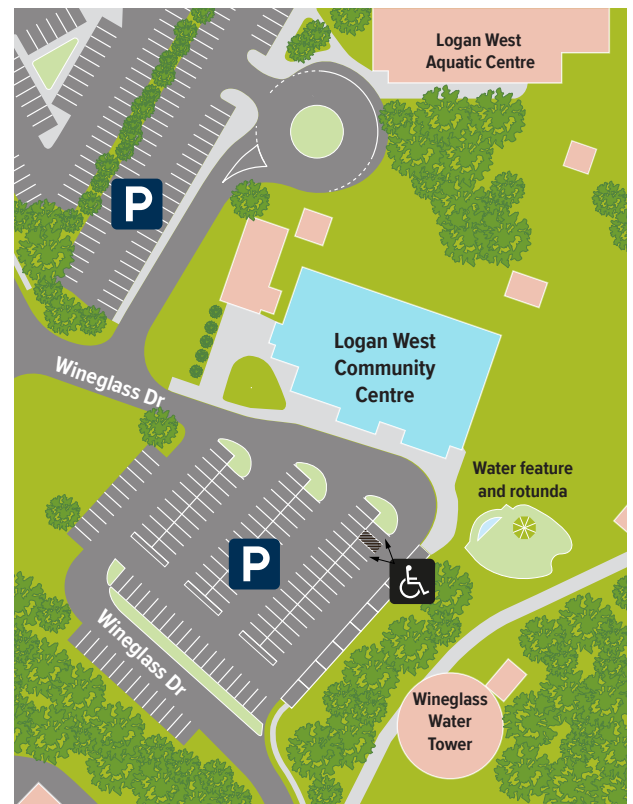 Logan West
Aquatic Centre
P
Logan West
Community
Centre
Wineglass Dr
Water feature
and rotunda
P
Wineglass Dr
Wineglass
Water
Tower